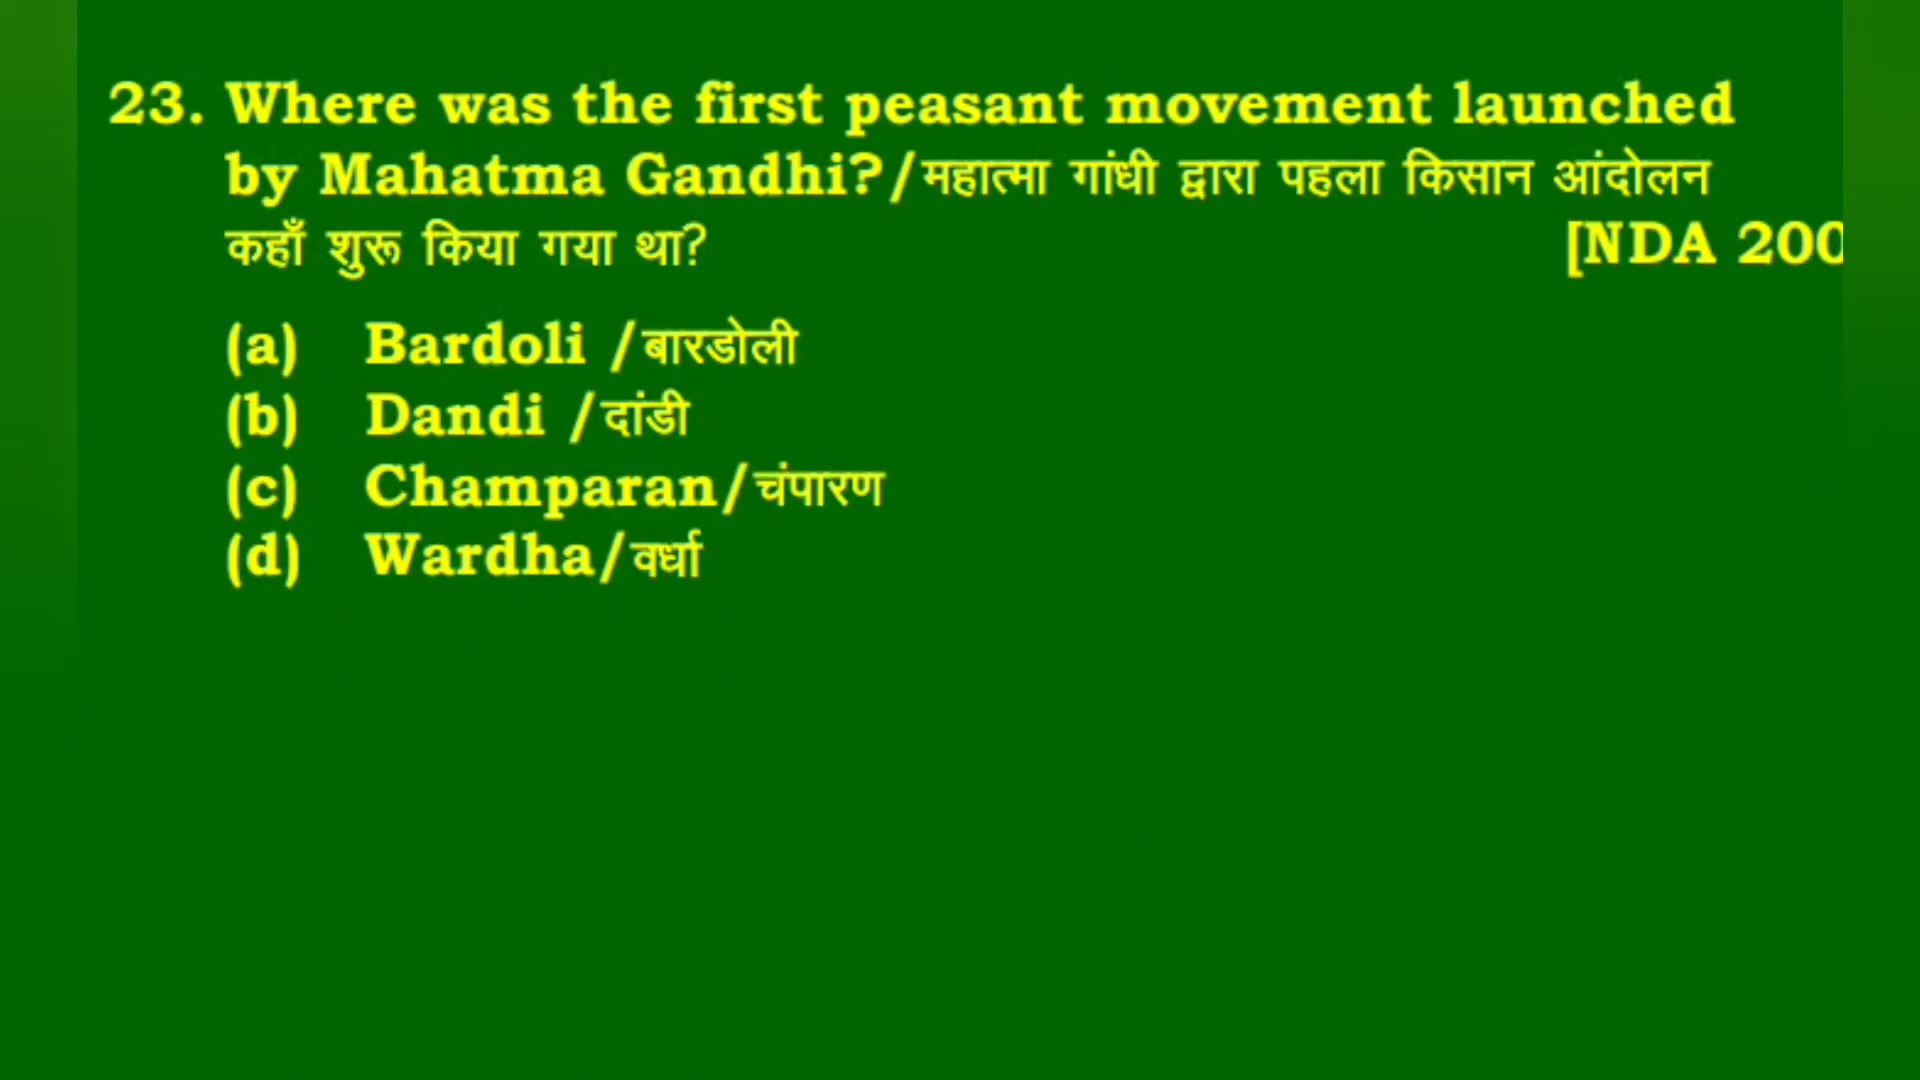 23. Where was the first peasant movement launched
by Mahatma Gandhi?/महात्मा गांधी द्वारा पहला किसान आंदोलन
कहाँ शुरू किया गया था? [NDA 200
(a) Bardoli /बारडोली
(b) Dandi /दांडी
(c) Champaran/चंपारण
(d) Wardha/वर्धा